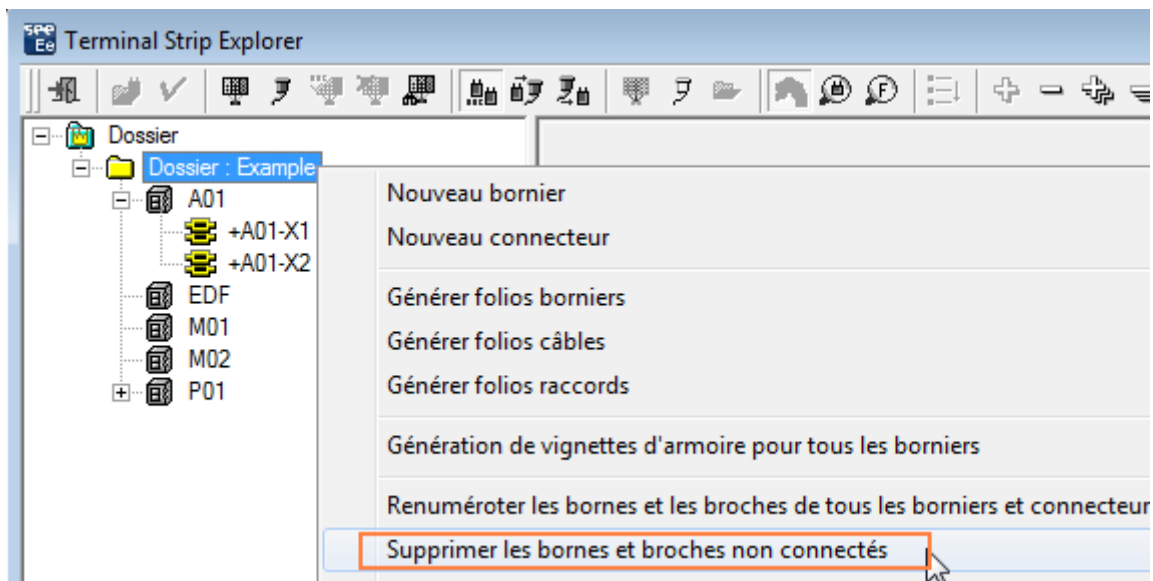 see
Ee
Terminal Strip Explorer
Dossier
Dossier : Example
A01
+A01-X1
+A01-X2
EDF
M01
M02
P01
Nouveau bornier
Nouveau connecteur
Générer folios borniers
Générer folios câbles
Générer folios raccords
Génération de vignettes d'armoire pour tous les borniers
Renuméroter les bornes et les broches de tous les borniers et connecteur
Supprimer les bornes et broches non connectés